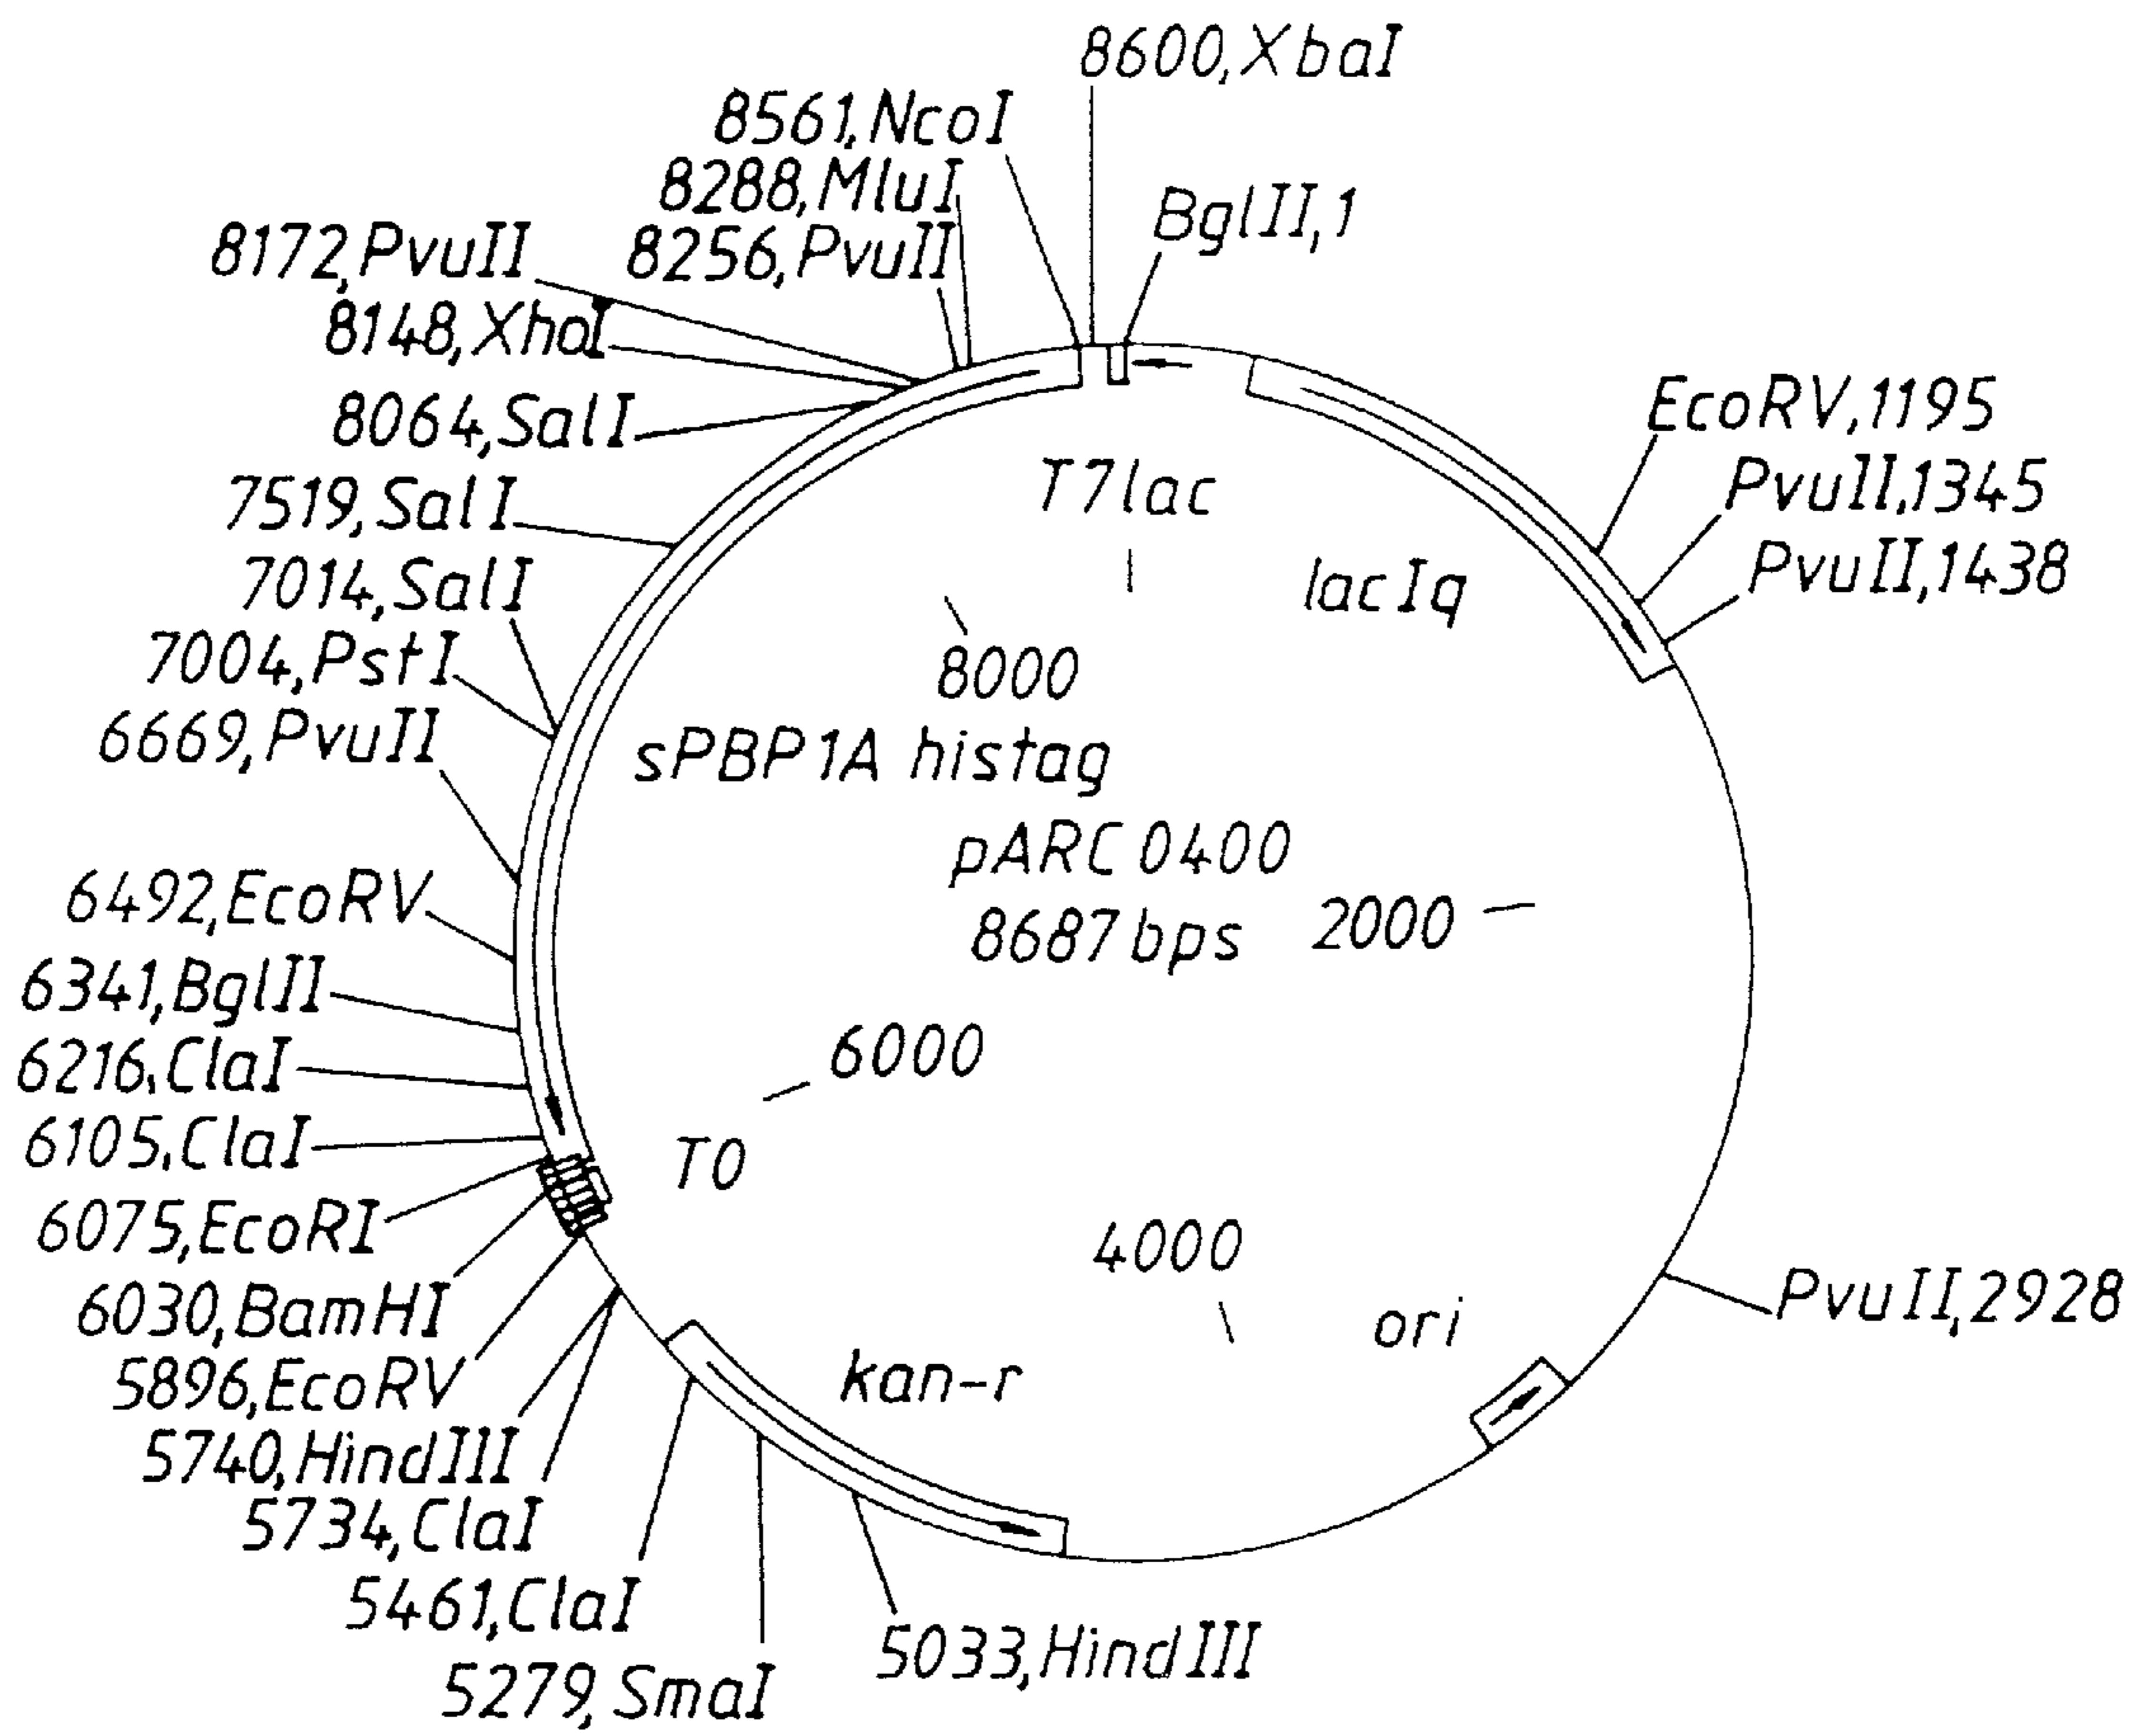 8600,XbaI
8561,NcoI
8288,MluI
8256,PvuII
BglII,1
8172,PvuII
8148,XhoI
8064,SalI
7519,SalI
7014,SalI
7004,PstI
6669,PvuII
6492,EcoRV
6341,BglII
6216,ClaI
6105,ClaI
6075,EcoRI
6030,BamHI
5896,EcoRV
5740,HindIII
5734,ClaI
5461,ClaI
5279,SmaI
5033,HindIII
EcoRV,1195
PvuII,1345
PvuII,1438
PvuII,2928
T7lac
lacIq
8000
sPBP1A histag
pARC0400
8687bps
2000
6000
T0
4000
ori
kan-r